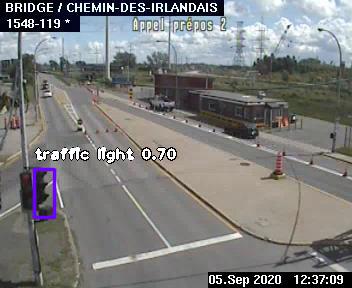 BRIDGE / CHEMIN-DES-IRLANDAIS
1548-119 *
Appel prépos 2
traffic light 0.70
05.Sep 2020 12:37:09